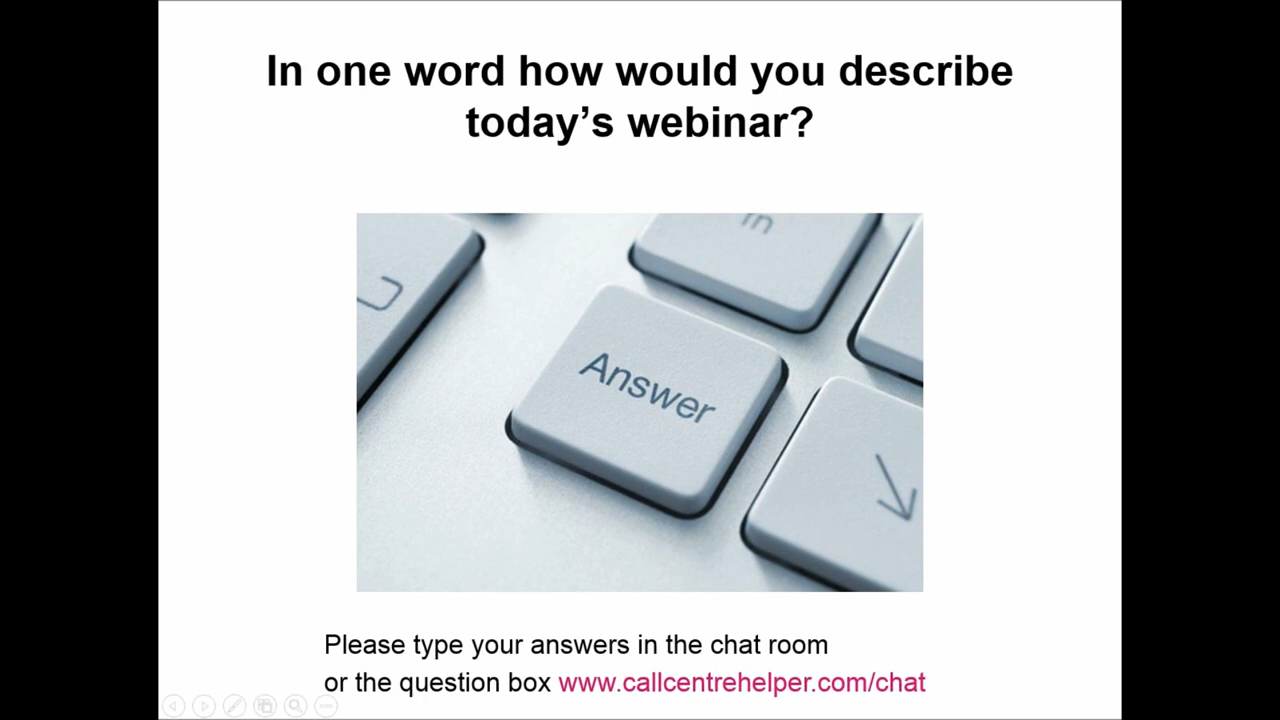 In one word how would you describe
today’s webinar?
in
Answer
Please type your answers in the chat room
or the question box www.callcentrehelper.com/chat